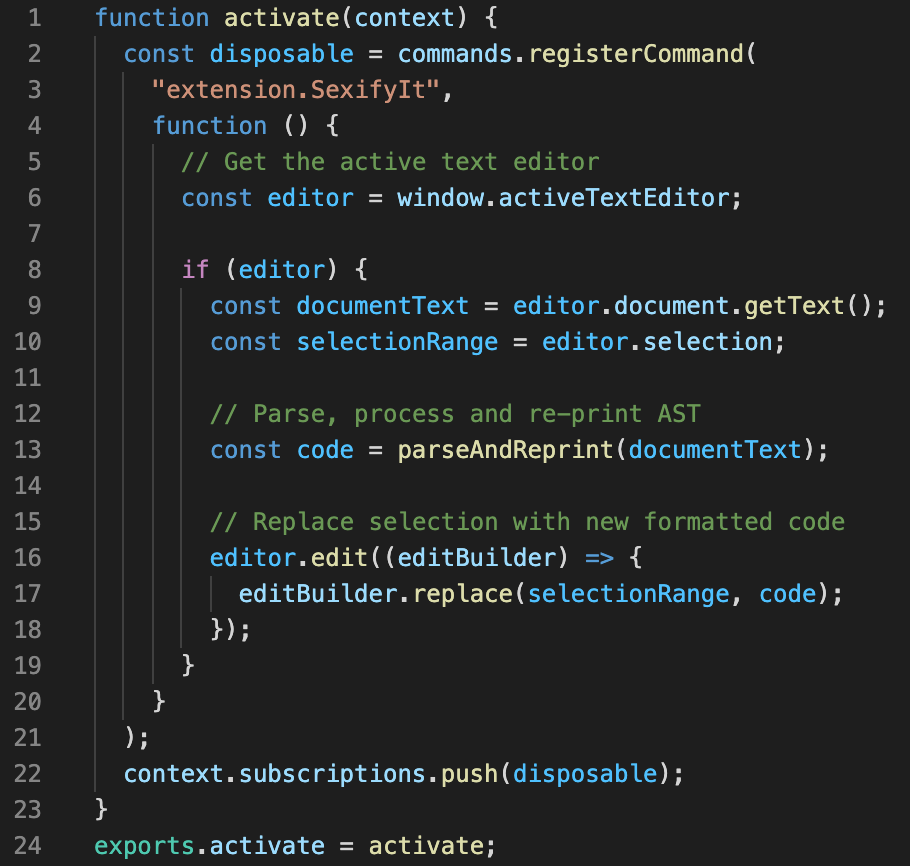 1 function activate(context) {
2 const disposable = commands.registerCommand(
3 "extension.SexifyIt",
4 function () {
5 // Get the active text editor
6 const editor = window.activeTextEditor;
7
8 if (editor) {
9 const documentText = editor.document.getText();
10 const selectionRange = editor.selection;
11
12 // Parse, process and re-print AST
13 const code = parseAndReprint(documentText);
14
15 // Replace selection with new formatted code
16 editor.edit((editBuilder) => {
17 editBuilder.replace(selectionRange, code);
18 });
19 }
20 }
21 );
22 context.subscriptions.push(disposable);
23 }
24 exports.activate = activate;